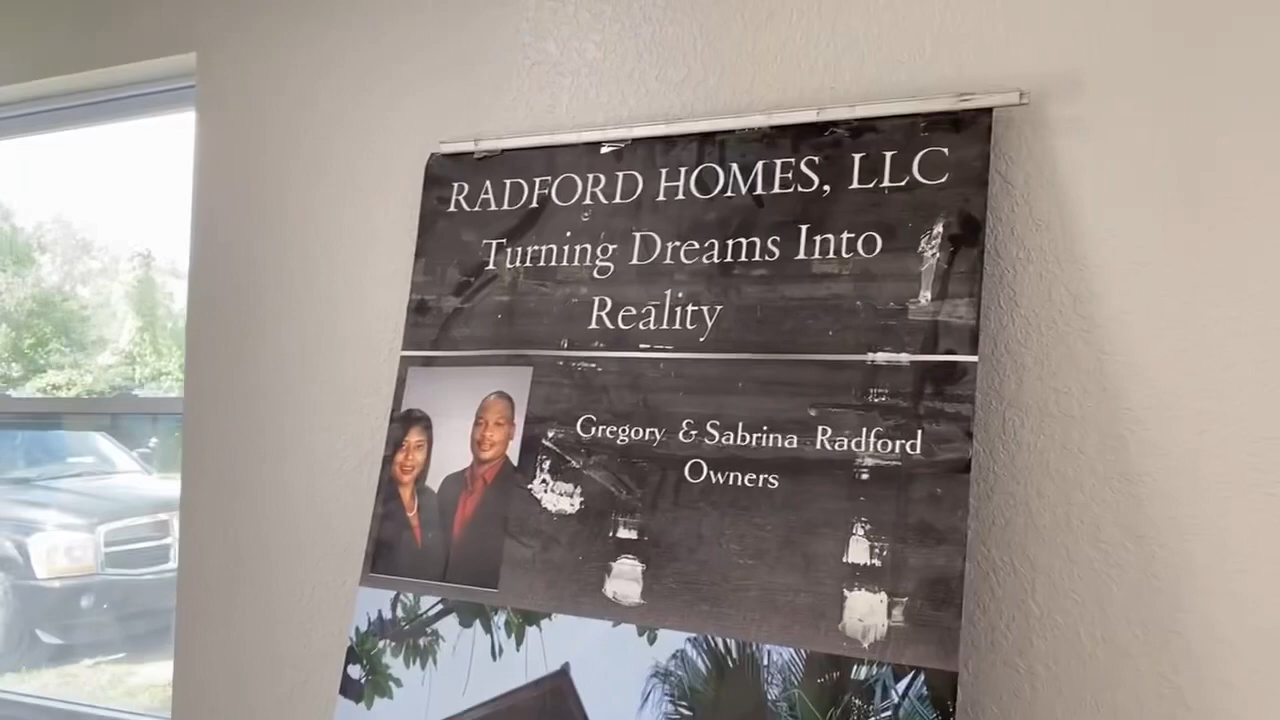 RADFORD HOMES, LLC
Turning Dreams Into
Reality
Gregory & Sabrina Radford
Owners